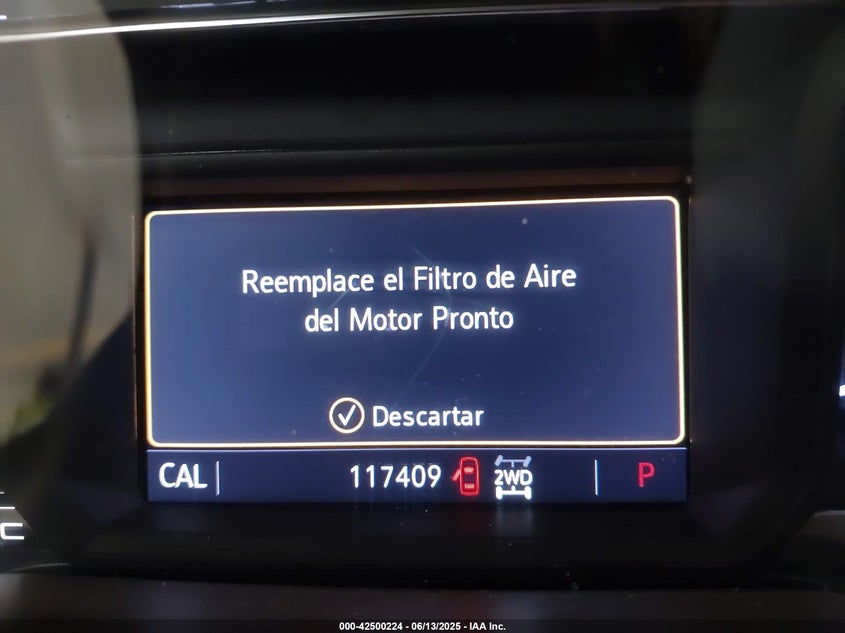 Reemplace el Filtro de Aire
del Motor Pronto
Descartar
CAL 117409 2WD P
C
000-42500224 - 06/13/2025 - IAA Inc.